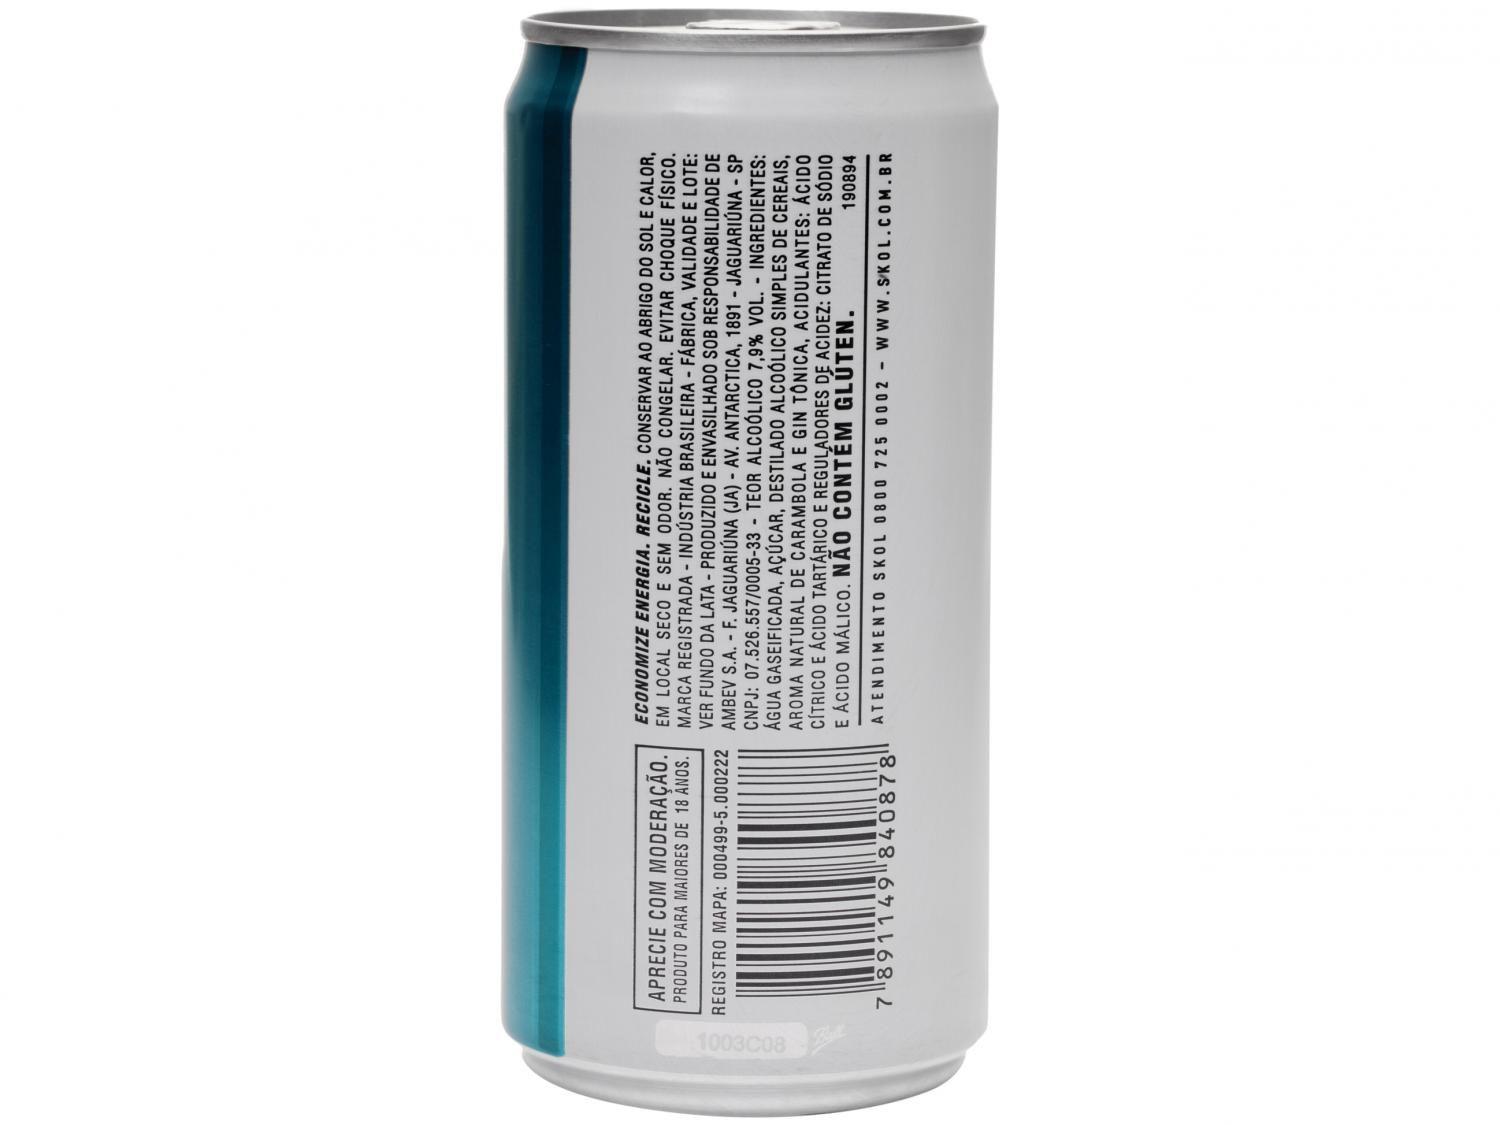 ECONOMIZE ENERGIA. RECICLE. CONSERVAR AO ABRIGO DO SOL E CALOR,
EM LOCAL SECO E SEM ODOR. NÃO CONGELAR. EVITAR CHOQUE FÍSICO.
MARCA REGISTRADA - INDÚSTRIA BRASILEIRA - FÁBRICA, VALIDADE E LOTE:
VER FUNDO DA LATA - PRODUZIDO E ENVASILHADO SOB RESPONSABILIDADE DE
AMBEV S.A. - F. JAGUARIÚNA (JA) - AV. ANTARCTICA, 1891 - JAGUARIÚNA - SP
CNPJ: 07.526.557/0005-33 - TEOR ALCOÓLICO 7,9% VOL. - INGREDIENTES:
ÁGUA GASEIFICADA, AÇÚCAR, DESTILADO ALCOÓLICO SIMPLES DE CEREAIS,
AROMA NATURAL DE CARAMBOLA E GIN TÔNICA, ACIDULANTES: ÁCIDO
CÍTRICO E ÁCIDO TARTÁRICO E REGULADORES DE ACIDEZ: CITRATO DE SÓDIO
E ÁCIDO MÁLICO. NÃO CONTÉM GLÚTEN. 190894
ATENDIMENTO SKOL 0800 725 0002 - WWW.SKOL.COM.BR
APRECIE COM MODERAÇÃO.
PRODUTO PARA MAIORES DE 18 ANOS.
REGISTRO MAPA: 000499-5.000222
7 891149 840878
1003C08
Ball